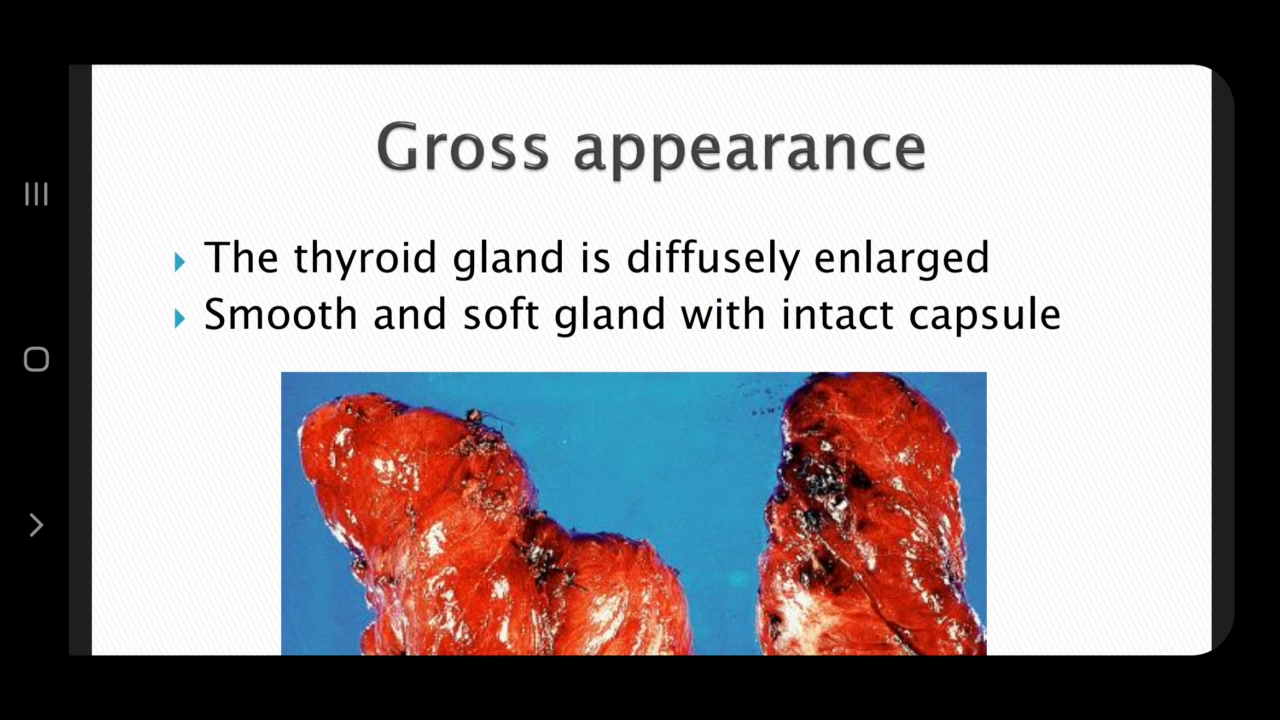 Gross appearance
The thyroid gland is diffusely enlarged
Smooth and soft gland with intact capsule